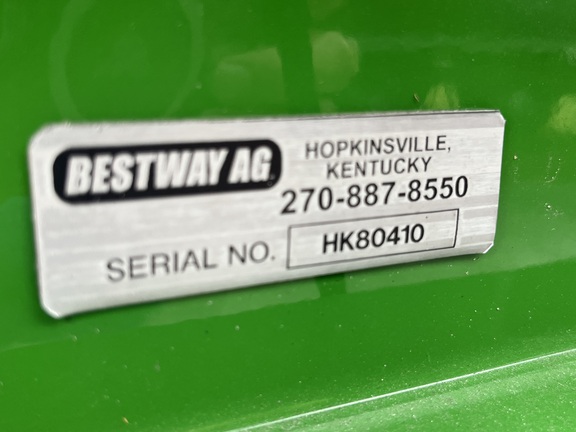 BESTWAY AG
HOPKINSVILLE,
KENTUCKY
270-887-8550
SERIAL NO. HK80410